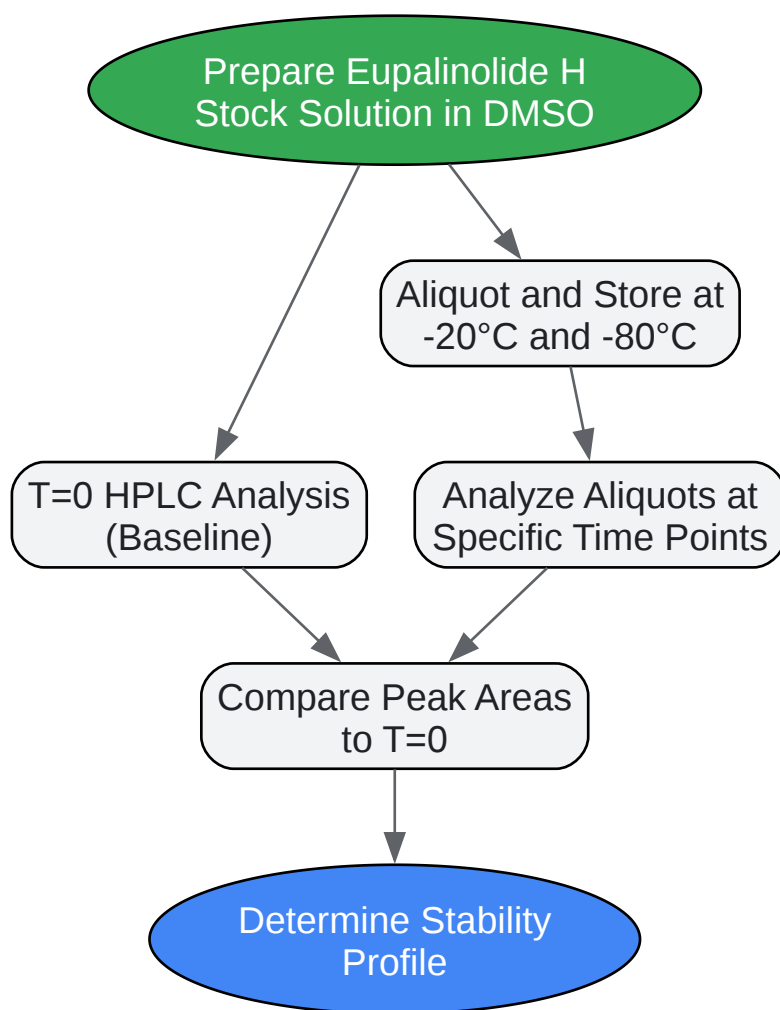 Prepare Eupalinolide H
Stock Solution in DMSO
Aliquot and Store at
-20°C and -80°C
T=0 HPLC Analysis
(Baseline)
Analyze Aliquots at
Specific Time Points
Compare Peak Areas
to T=0
Determine Stability
Profile